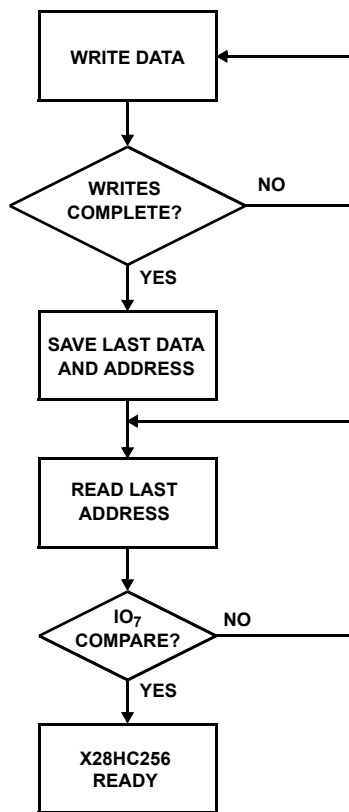 WRITE DATA
WRITES
COMPLETE?
NO
YES
SAVE LAST DATA
AND ADDRESS
READ LAST
ADDRESS
IO₇
COMPARE?
NO
YES
X28HC256
READY